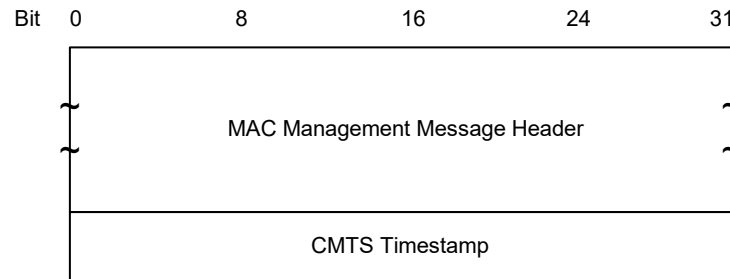 Bit 0 8 16 24 31
MAC Management Message Header
CMTS Timestamp